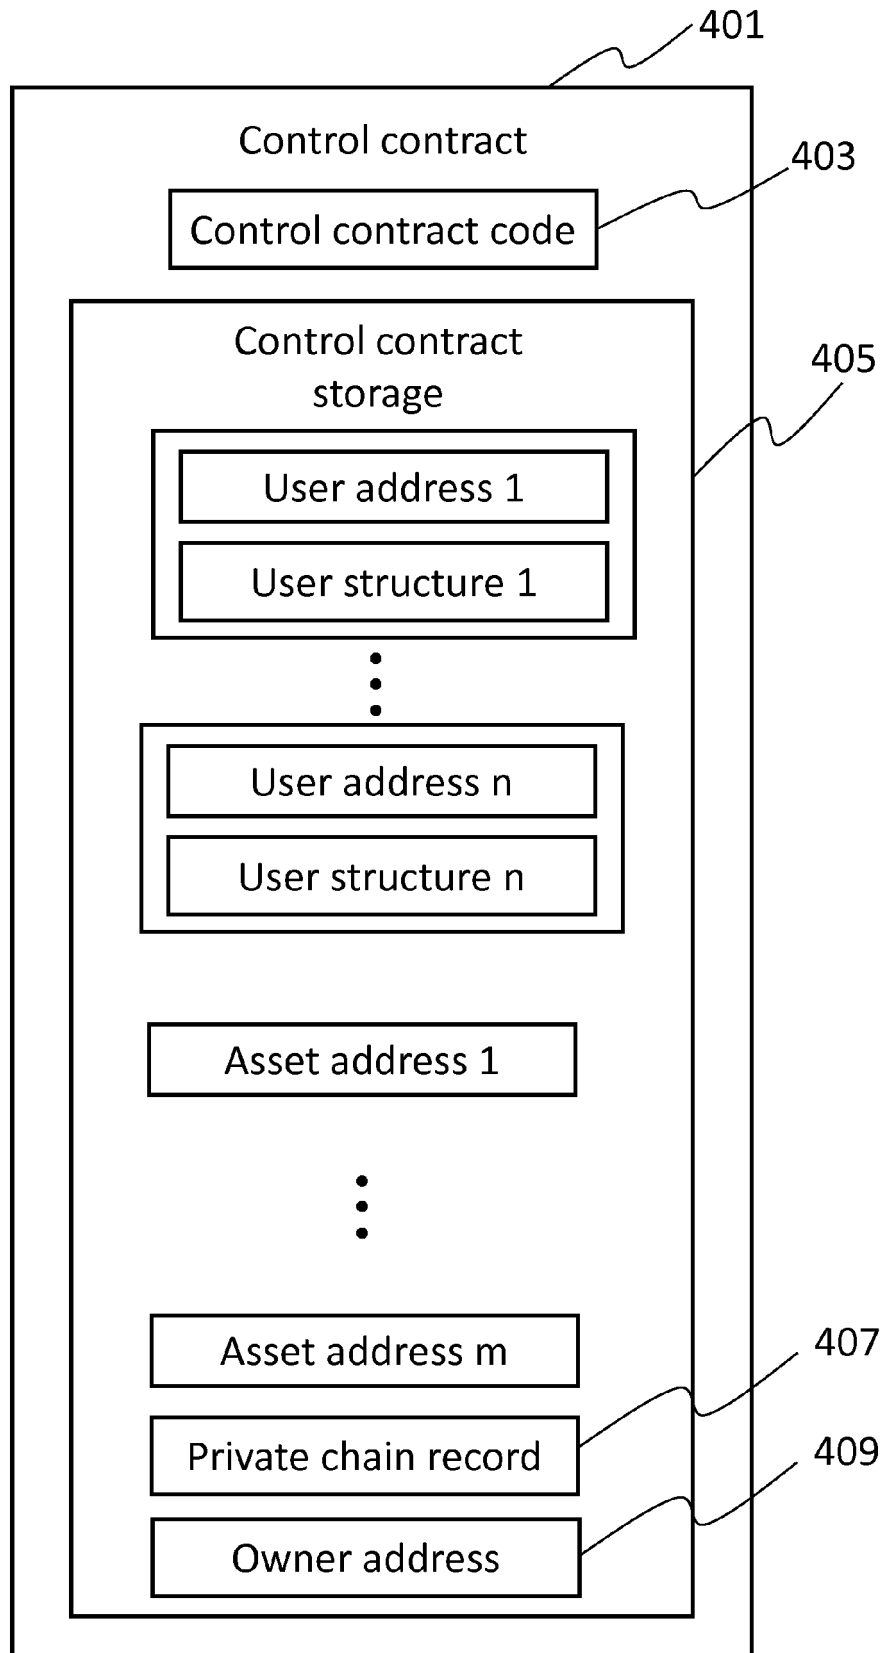 401
Control contract
403
Control contract code
Control contract
storage
405
User address 1
User structure 1
User address n
User structure n
Asset address 1
Asset address m
407
Private chain record
409
Owner address